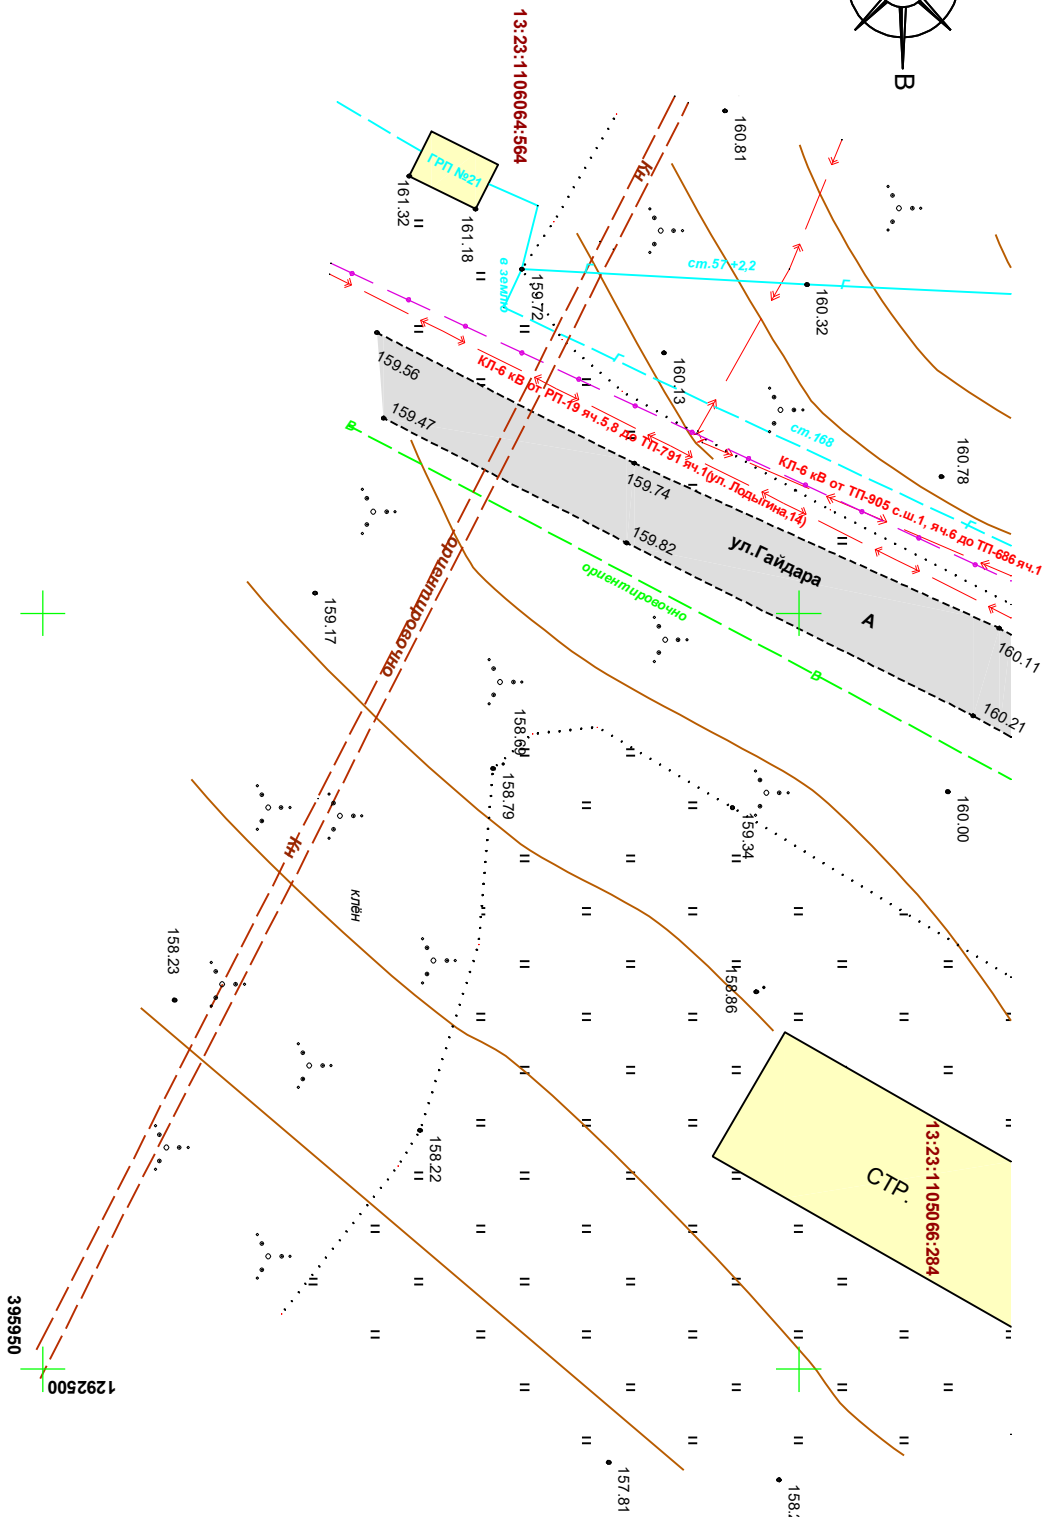 В
13:23:1106064:564
160.81
Кн
ГРП №21
161.32
161.18
в землю
159.72
ст.57 +2,2
Г
Г
160.32
160.13
159.56
159.47
КЛ-6 кВ от РП-19 яч.5,8 до ТП-791 яч.1(ул. Лодыгина,14)
Г
ст.168
160.78
КЛ-6 кВ от ТП-905 с.ш.1, яч.6 до ТП-686 яч.1
Г
В
159.74
159.82
ул.Гайдара
А
ориентировочно
ориентировочно
159.17
160.11
160.21
В
158.69
158.79
159.34
160.00
Кн
клён
158.23
158.86
158.22
СТР.
13:23:1105066:284
395950
1292500
157.81